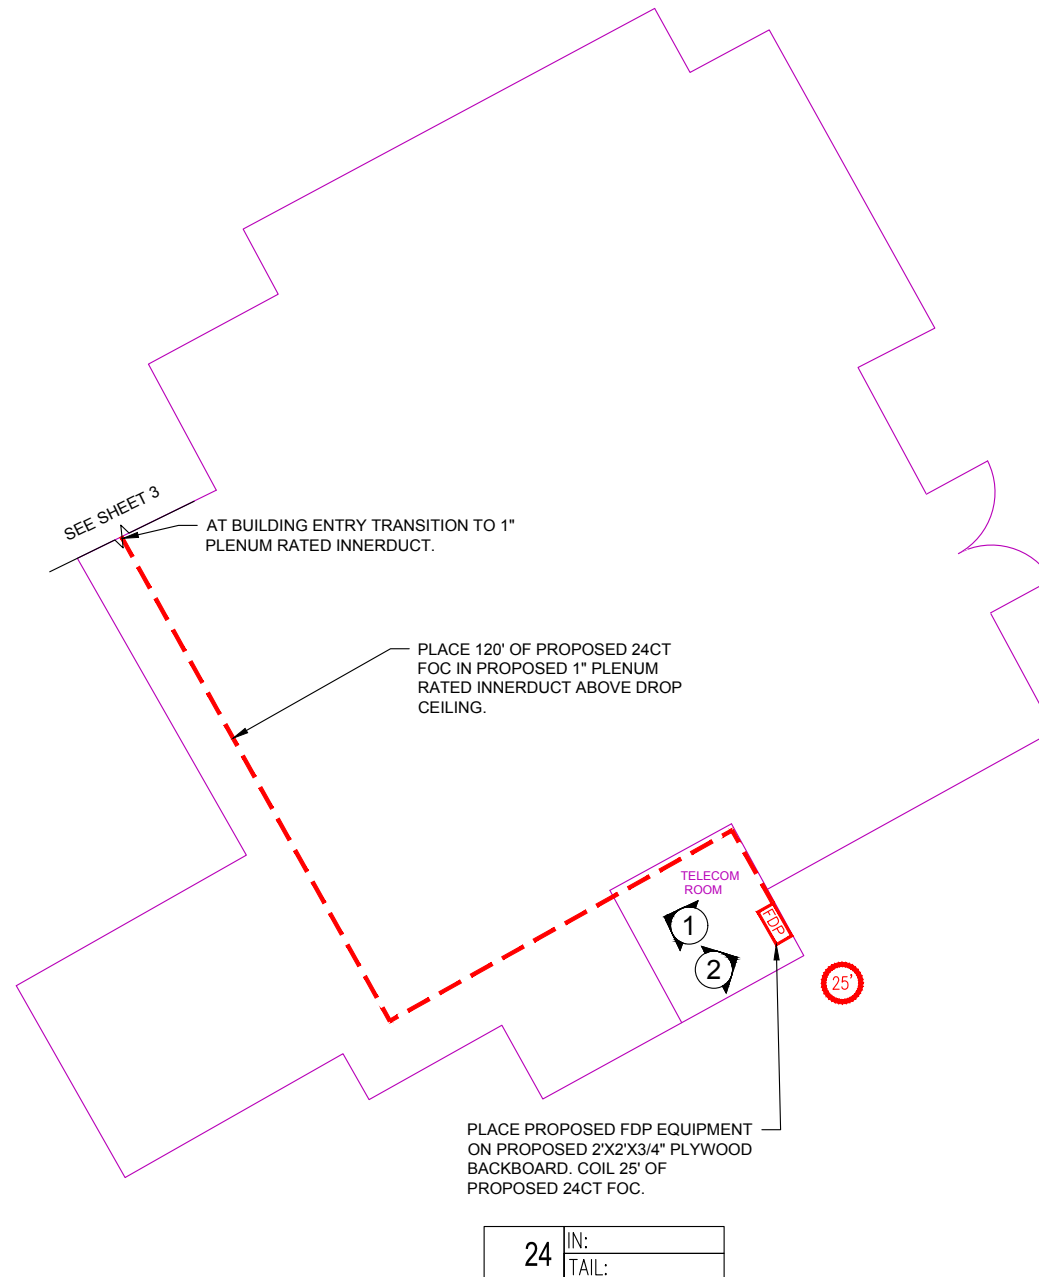 SEE SHEET 3
AT BUILDING ENTRY TRANSITION TO 1"
PLENUM RATED INNERDUCT.
PLACE 120' OF PROPOSED 24CT
FOC IN PROPOSED 1" PLENUM
RATED INNERDUCT ABOVE DROP
CEILING.
TELECOM
ROOM
1
2
FDP
25'
PLACE PROPOSED FDP EQUIPMENT
ON PROPOSED 2'X2'X3/4" PLYWOOD
BACKBOARD. COIL 25' OF
PROPOSED 24CT FOC.
24
IN:
TAIL: